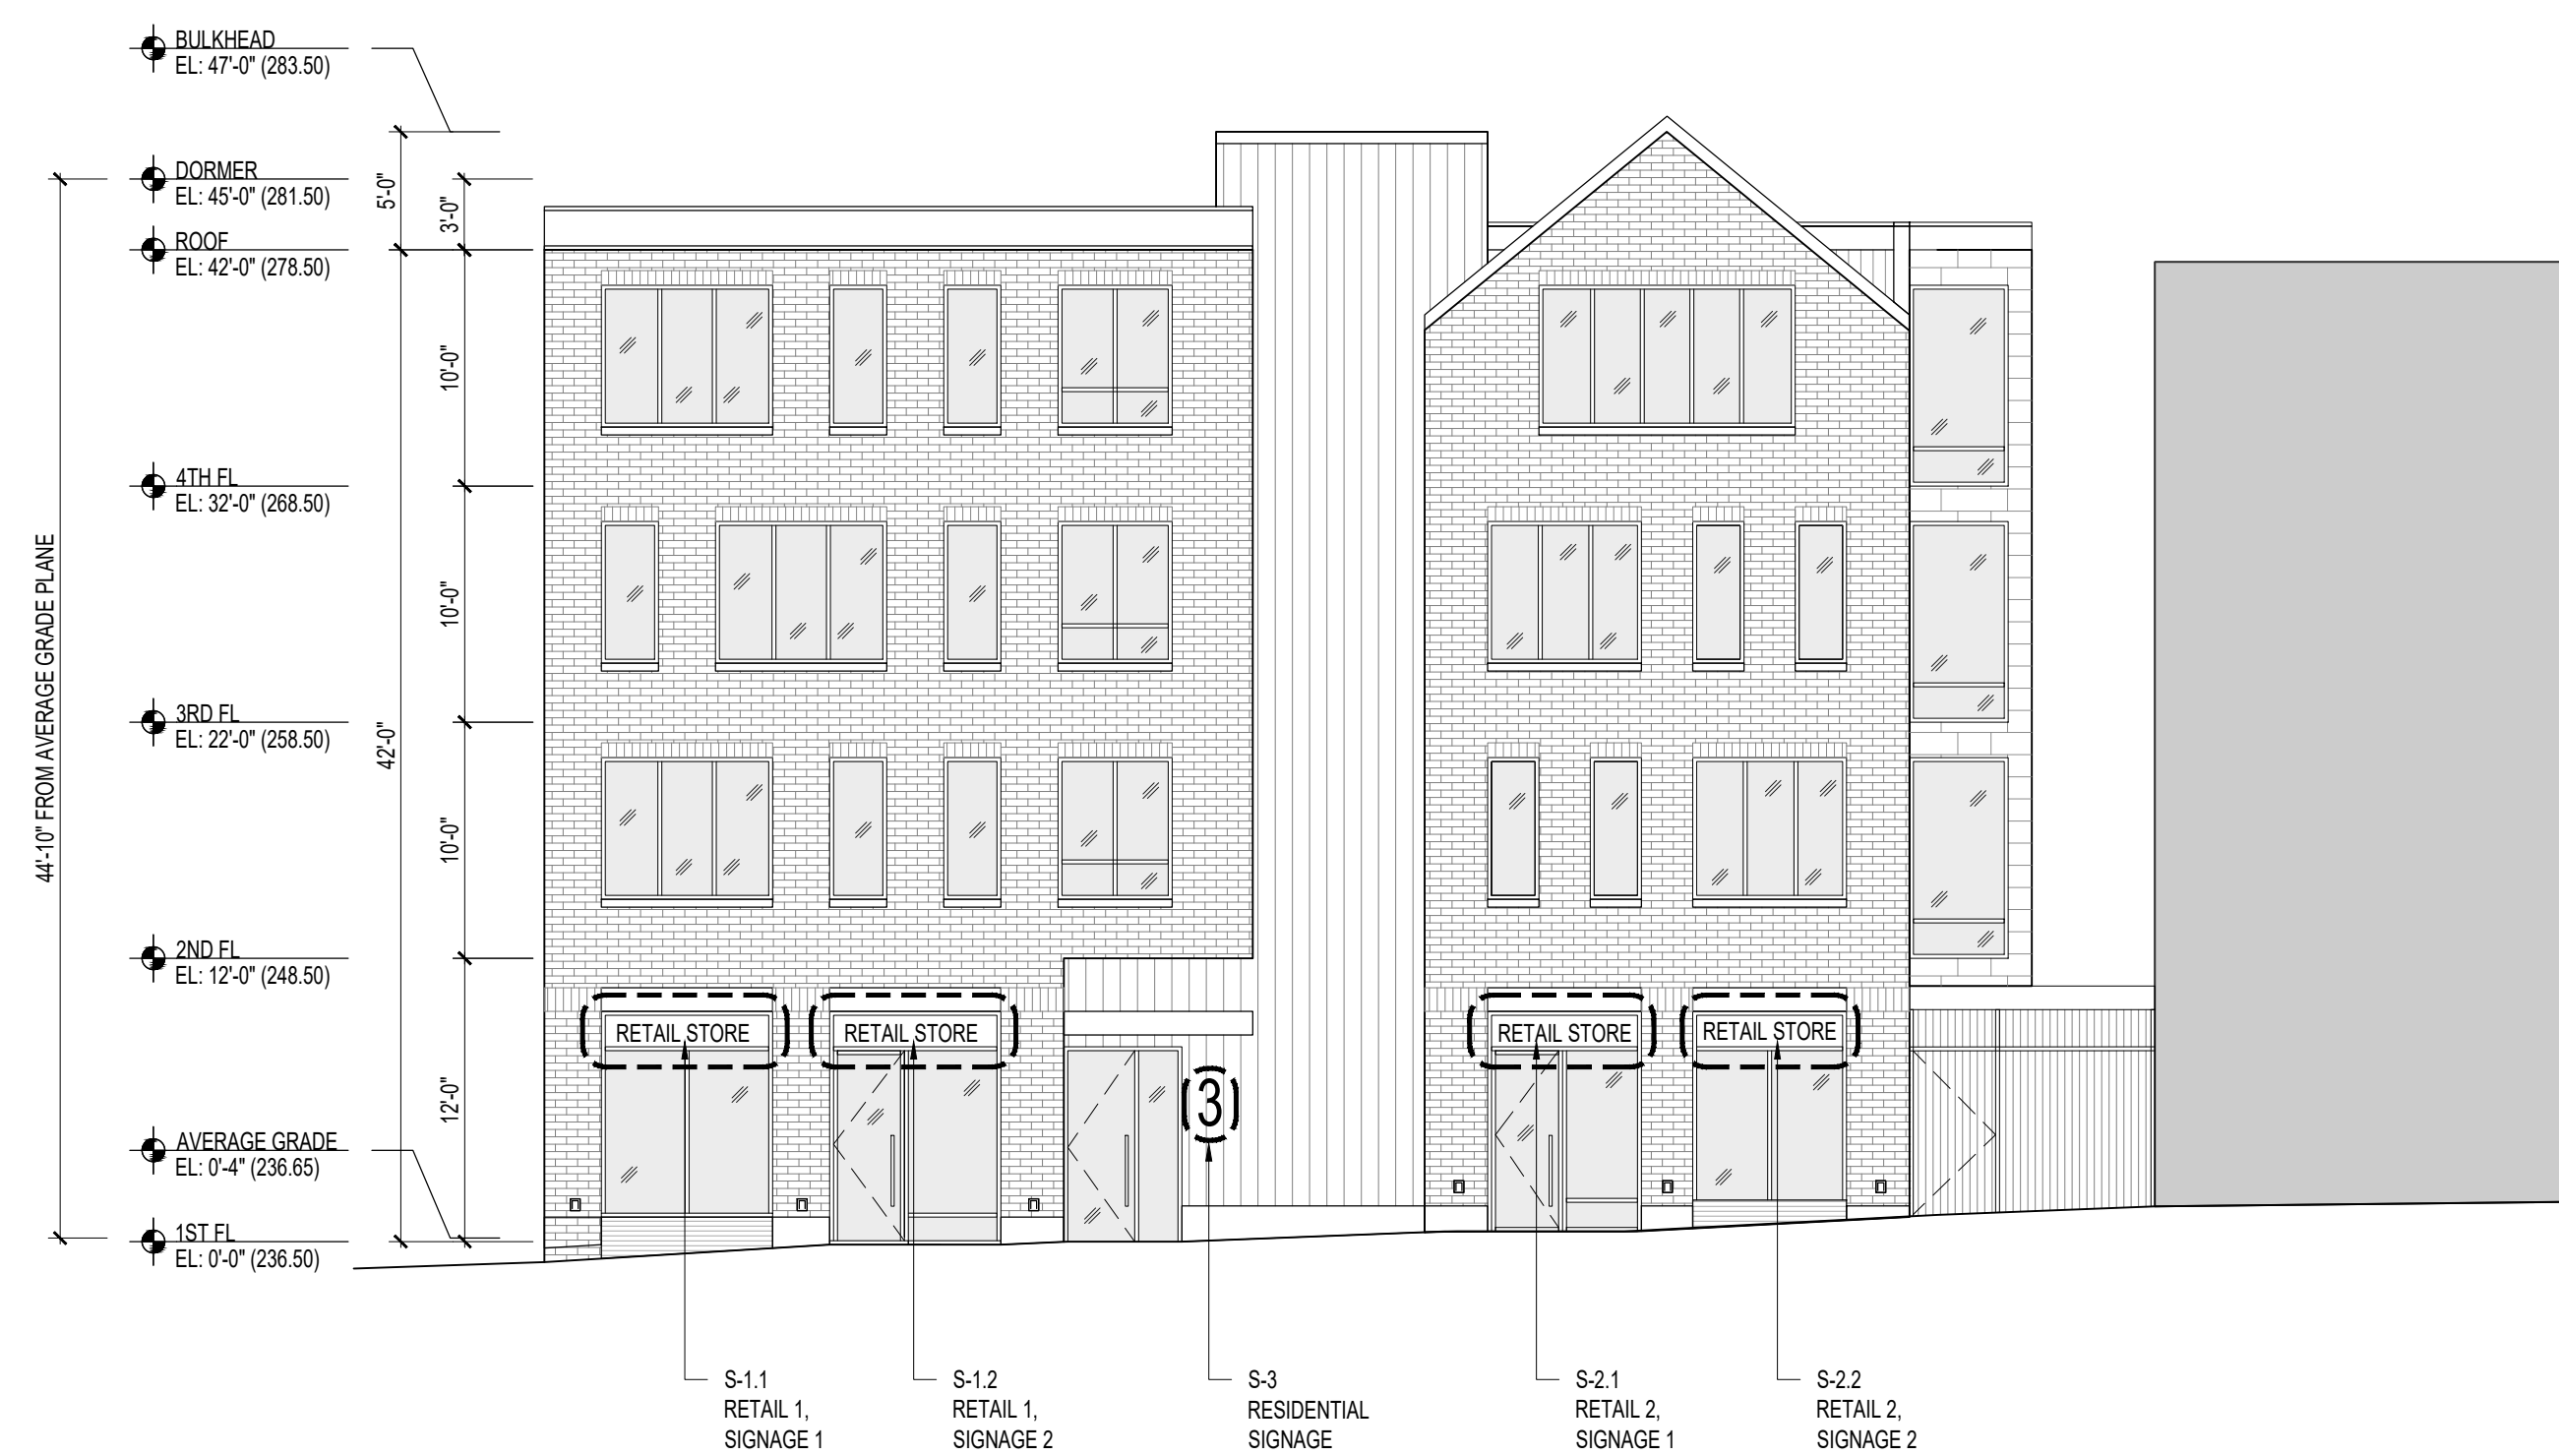 BULKHEAD
EL: 47'-0" (283.50)
DORMER
EL: 45'-0" (281.50)
ROOF
EL: 42'-0" (278.50)
4TH FL
EL: 32'-0" (268.50)
3RD FL
EL: 22'-0" (258.50)
2ND FL
EL: 12'-0" (248.50)
AVERAGE GRADE
EL: 0'-4" (236.65)
1ST FL
EL: 0'-0" (236.50)
44'-10" FROM AVERAGE GRADE PLANE
5'-0"
42'-0"
3'-0"
10'-0"
10'-0"
10'-0"
12'-0"
RETAIL STORE
RETAIL STORE
3
RETAIL STORE
RETAIL STORE
S-1.1
RETAIL 1,
SIGNAGE 1
S-1.2
RETAIL 1,
SIGNAGE 2
S-3
RESIDENTIAL
SIGNAGE
S-2.1
RETAIL 2,
SIGNAGE 1
S-2.2
RETAIL 2,
SIGNAGE 2